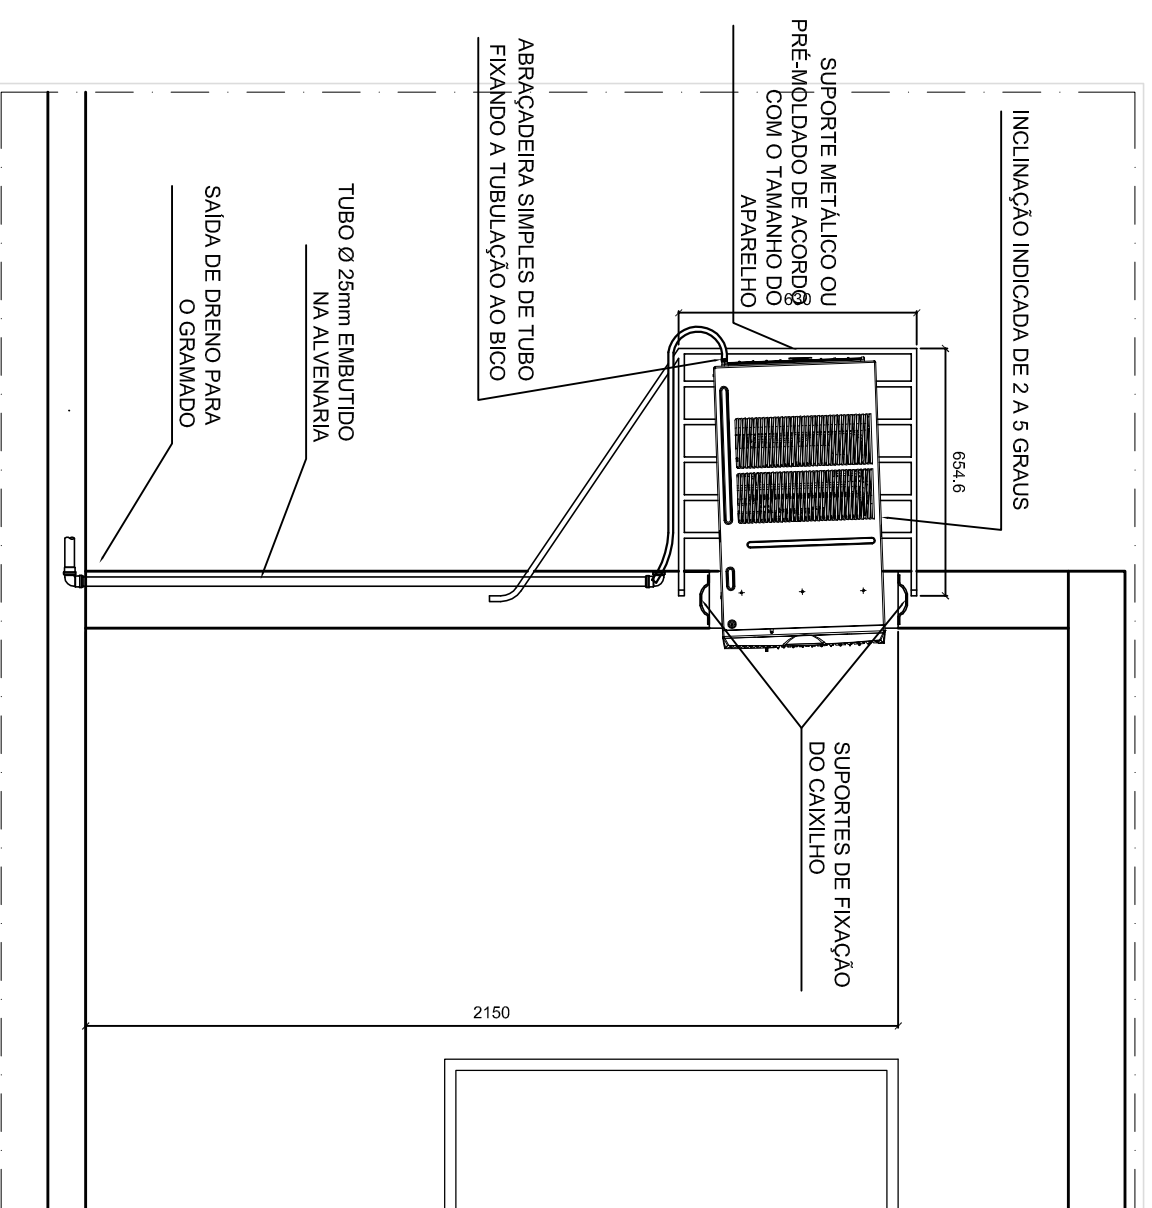 INCLINAÇÃO INDICADA DE 2 A 5 GRAUS
654.6
SUPORTE METÁLICO OU
PRÉ-MOLDADO DE ACORDO
COM O TAMANHO DO
APARELHO
630
ABRAÇADEIRA SIMPLES DE TUBO
FIXANDO A TUBULAÇÃO AO BICO
TUBO Ø 25mm EMBUTIDO
NA ALVENARIA
SAÍDA DE DRENO PARA
O GRAMADO
SUPORTES DE FIXAÇÃO
DO CAIXILHO
2150